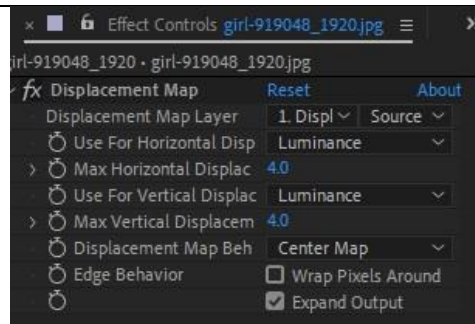 × Effect Controls girl-919048_1920.jpg ≡
irl-919048_1920 • girl-919048_1920.jpg
fx Displacement Map Reset About
Displacement Map Layer 1. Displ Source
Use For Horizontal Disp Luminance
> Max Horizontal Displac 4.0
Use For Vertical Displac Luminance
> Max Vertical Displacem 4.0
Displacement Map Beh Center Map
Edge Behavior Wrap Pixels Around
Expand Output